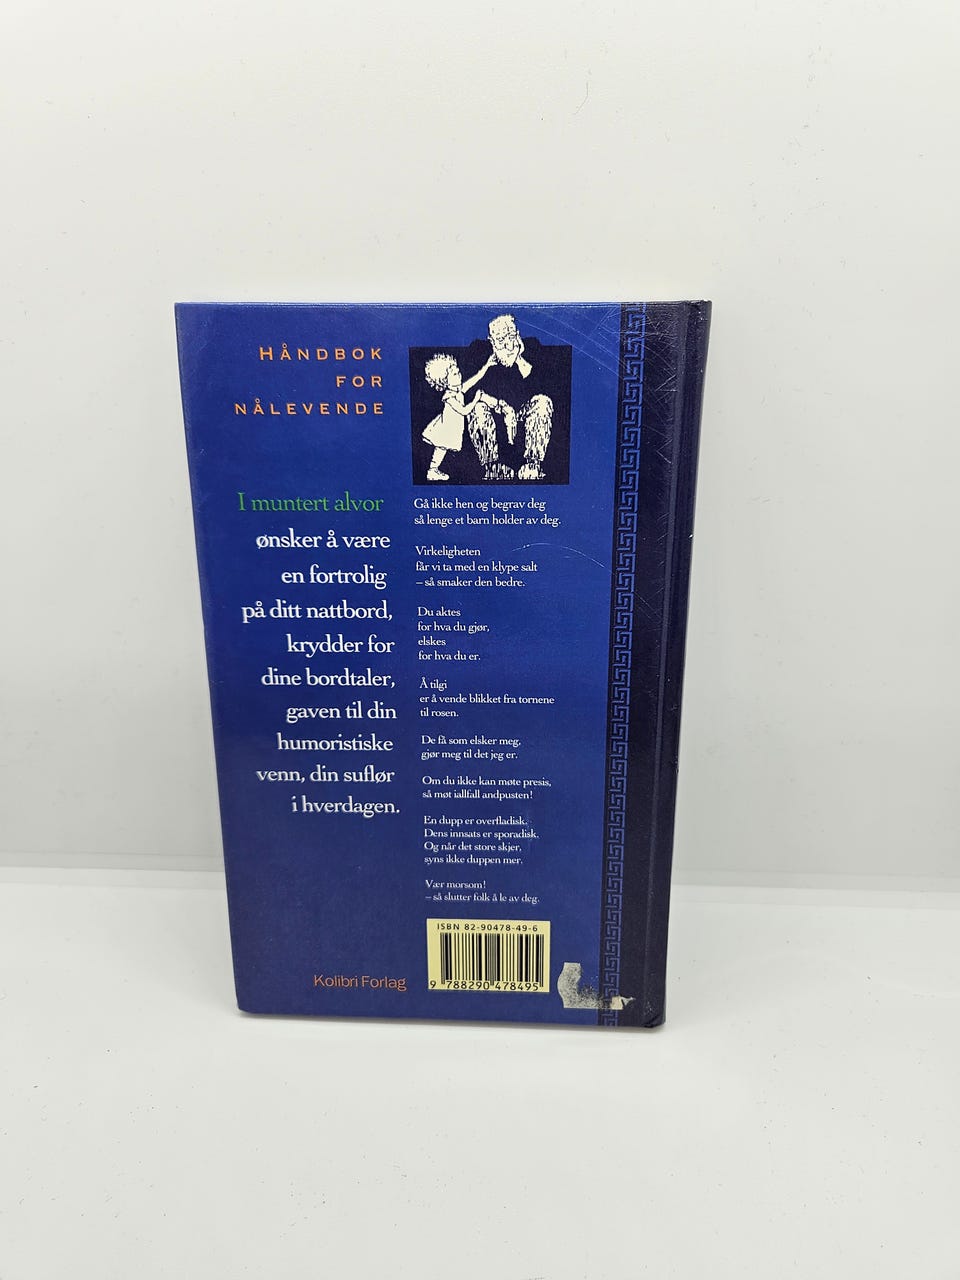 HÅNDBOK
FOR
NÅLEVENDE
I muntert alvor
ønsker å være
en fortrolig
på ditt nattbord,
krydder for
dine bordtaler,
gaven til din
humoristiske
venn, din suflør
i hverdagen.
Gå ikke hen og begrav deg
så lenge et barn holder av deg.
Virkeligheten
får vi ta med en klype salt
– så smaker den bedre.
Du aktes
for hva du gjør,
elskes
for hva du er.
Å tilgi
er å vende blikket fra tornene
til rosen.
De få som elsker meg,
gjør meg til det jeg er.
Om du ikke kan møte presis,
så møt iallfall andpusten!
En dupp er overfladisk.
Dens innsats er sporadisk.
Og når det store skjer,
syns ikke duppen mer.
Vær morsom!
– så slutter folk å le av deg.
ISBN 82-90478-49-6
9 788290 478495
Kolibri Forlag